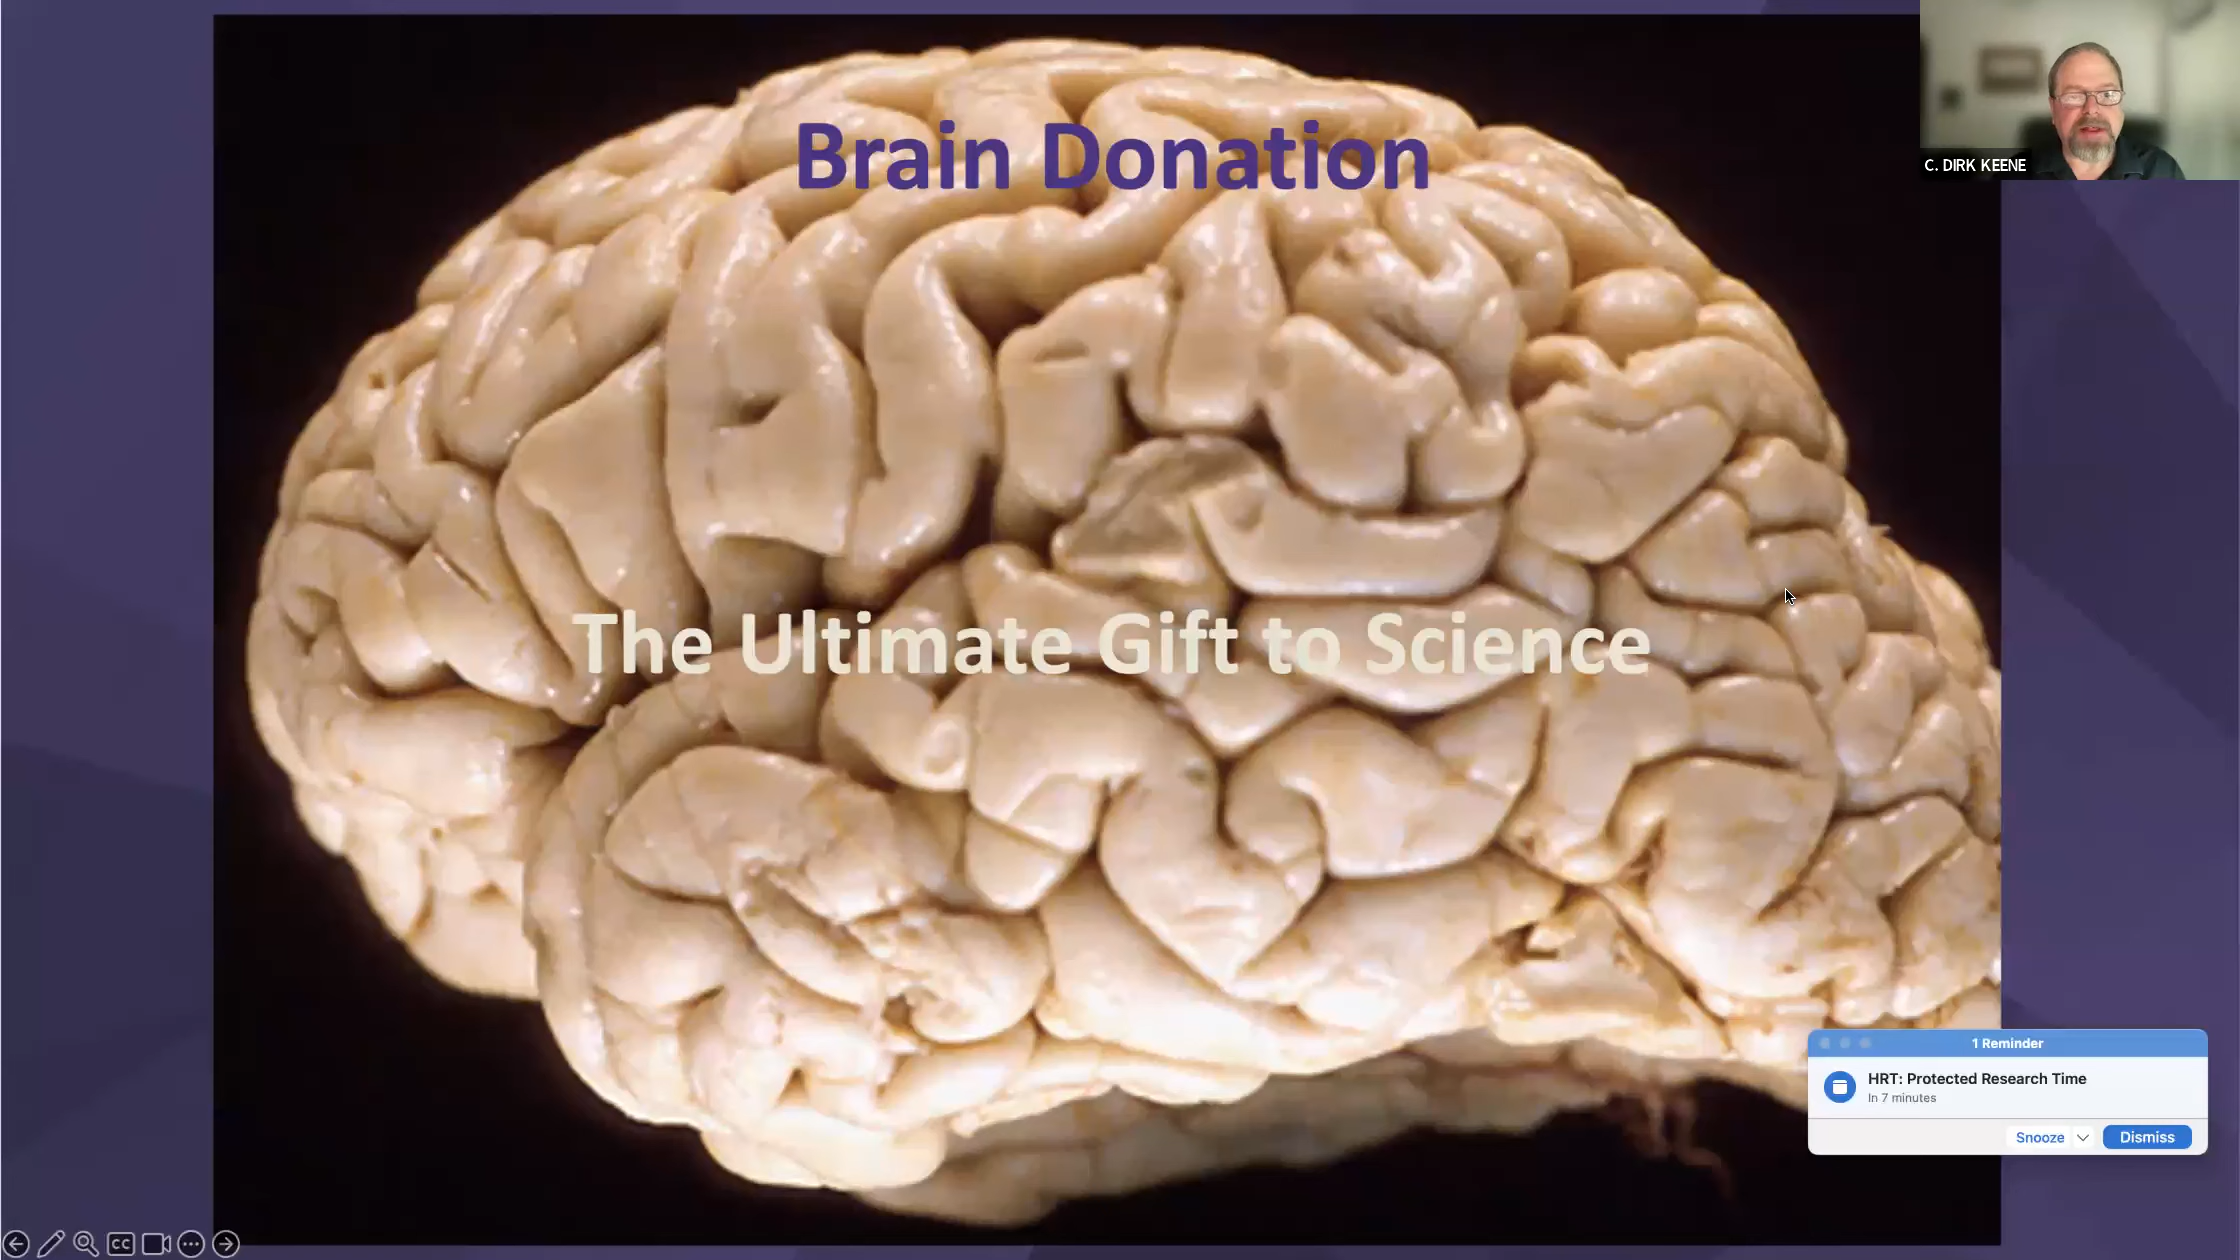 Brain Donation
C. DIRK KEENE
The Ultimate Gift to Science
1 Reminder
HRT: Protected Research Time
In 7 minutes
Snooze
Dismiss
CC